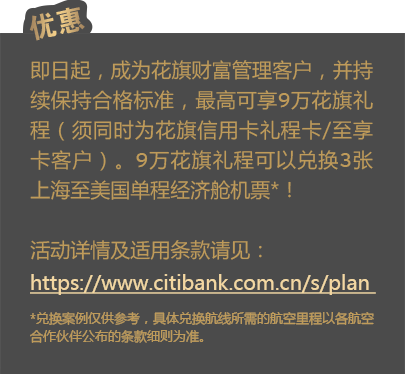 优惠
即日起，成为花旗财富管理客户，并持
续保持合格标准，最高可享9万花旗礼
程（须同时为花旗信用卡礼程卡/至享
卡客户）。9万花旗礼程可以兑换3张
上海至美国单程经济舱机票*！
活动详情及适用条款请见：
https://www.citibank.com.cn/s/plan
*兑换案例仅供参考，具体兑换航线所需的航空里程以各航空
合作伙伴公布的条款细则为准。